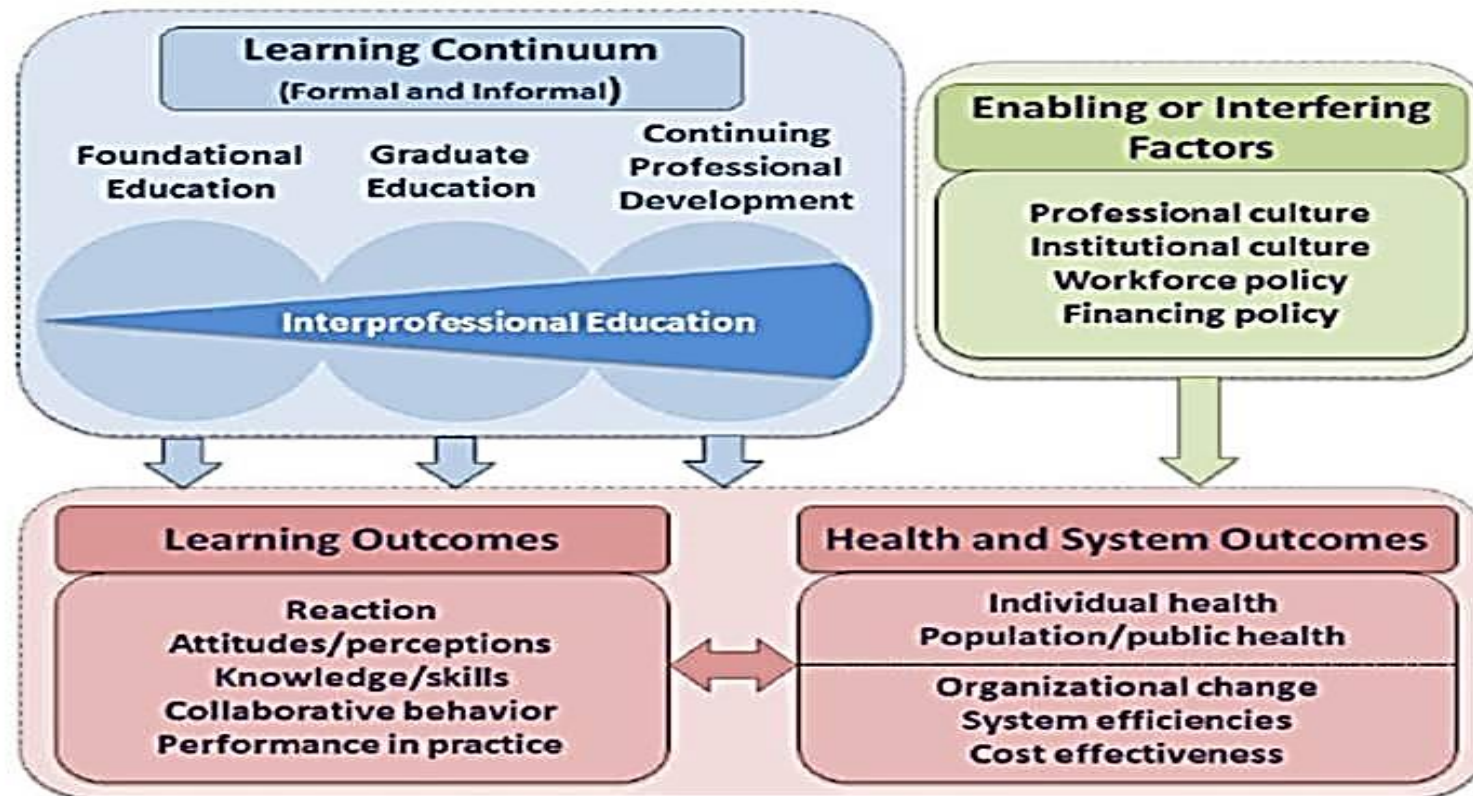 Learning Continuum
(Formal and Informal)
Foundational
Education
Graduate
Education
Continuing
Professional
Development
Interprofessional Education
Enabling or Interfering
Factors
Professional culture
Institutional culture
Workforce policy
Financing policy
Learning Outcomes
Reaction
Attitudes/perceptions
Knowledge/skills
Collaborative behavior
Performance in practice
Health and System Outcomes
Individual health
Population/public health
Organizational change
System efficiencies
Cost effectiveness